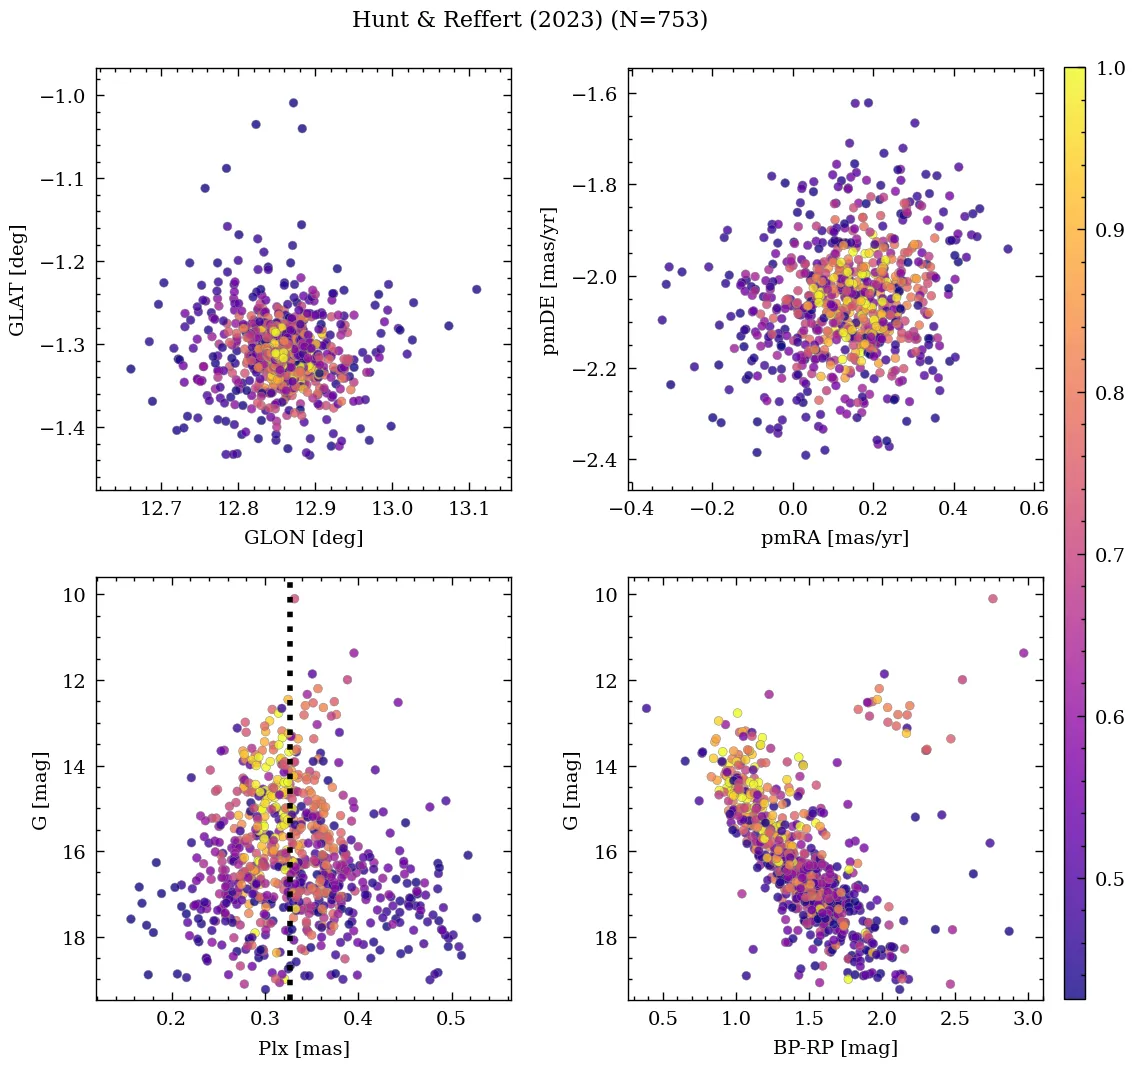 Hunt & Reffert (2023) (N=753)
GLAT [deg]
−1.0
−1.1
−1.2
−1.3
−1.4
12.7 12.8 12.9 13.0 13.1
GLON [deg]
pmDE [mas/yr]
−1.6
−1.8
−2.0
−2.2
−2.4
−0.4 −0.2 0.0 0.2 0.4 0.6
pmRA [mas/yr]
G [mag]
10
12
14
16
18
0.2 0.3 0.4 0.5
Plx [mas]
G [mag]
10
12
14
16
18
0.5 1.0 1.5 2.0 2.5 3.0
BP-RP [mag]
1.0
0.9
0.8
0.7
0.6
0.5